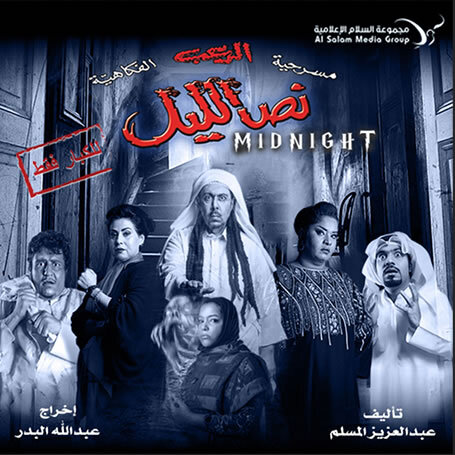 مجموعة السلام الإعلامية
Al Salam Media Group
مسرحية الرعب الفكاهية
نص الليل
MIDNIGHT
للكبار فقط
إخراج
عبدالله البدر
تأليف
عبدالعزيز المسلم